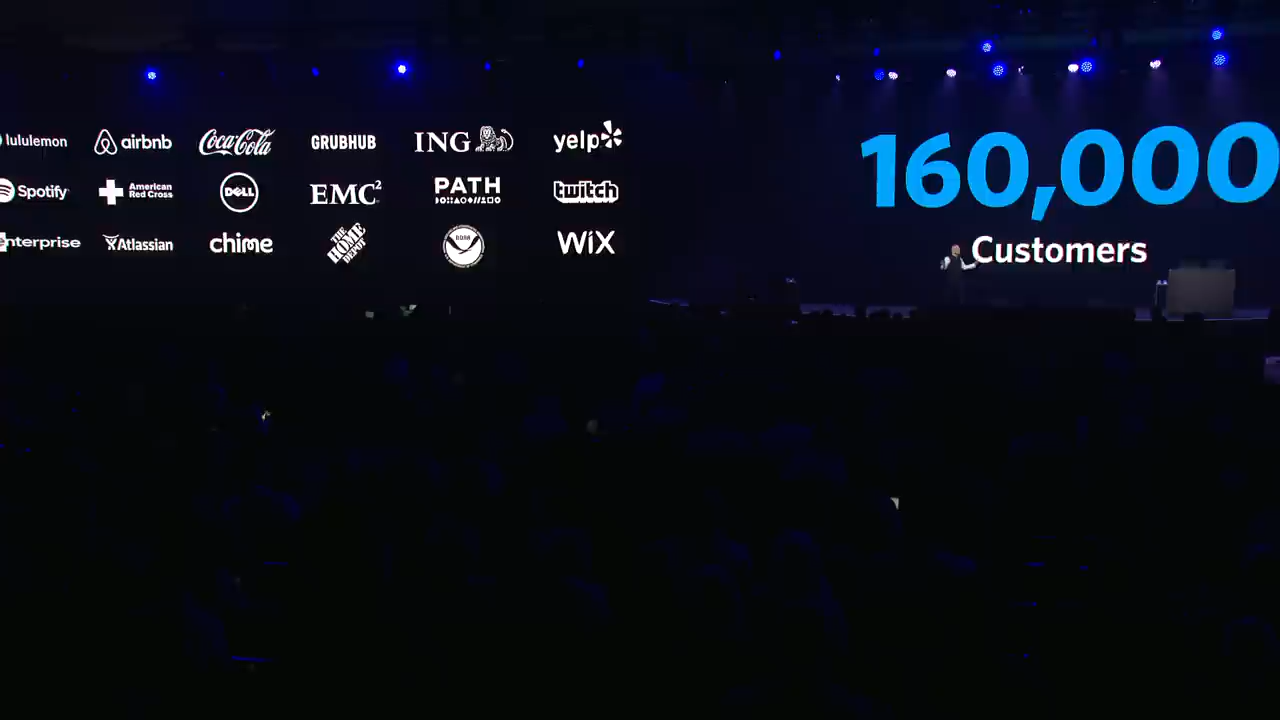 lululemon airbnb Coca-Cola GRUBHUB ING yelp
Spotify American Red Cross DELL EMC² PATH twitch
nterprise Atlassian chime THE HOME DEPOT NOAA WiX
160,000
Customers